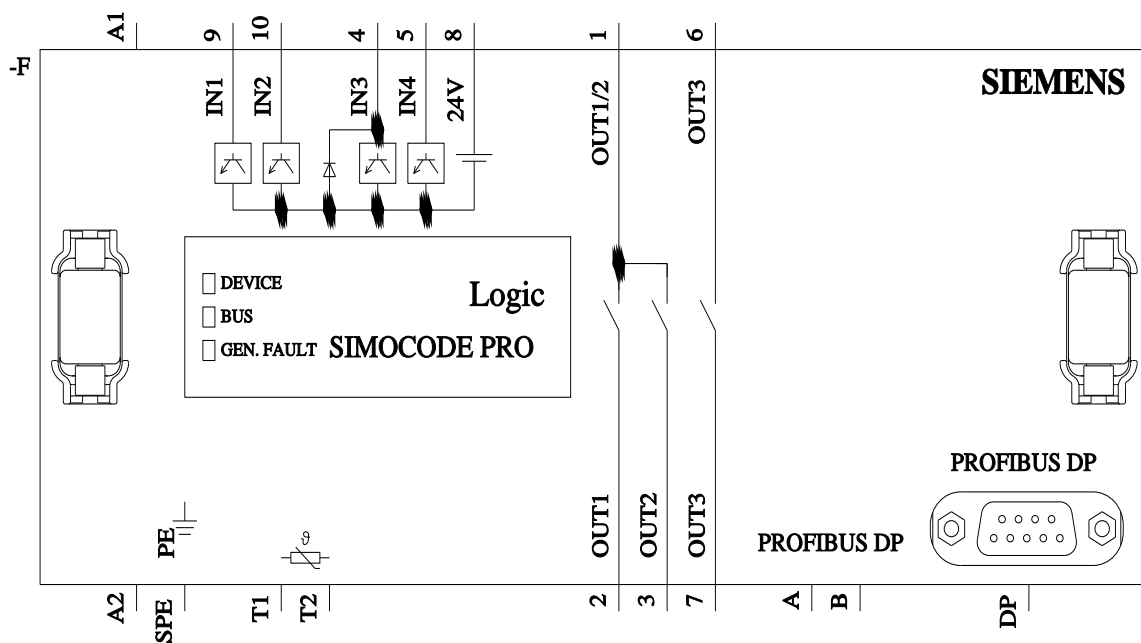 A1
9
10
4
5
8
1
6
-F
IN1
IN2
IN3
IN4
24V
OUT1/2
OUT3
SIEMENS
DEVICE
Logic
BUS
GEN. FAULT
SIMOCODE PRO
PROFIBUS DP
PE
ϑ
OUT1
OUT2
OUT3
PROFIBUS DP
A2
SPE
T1
T2
2
3
7
A
B
DP